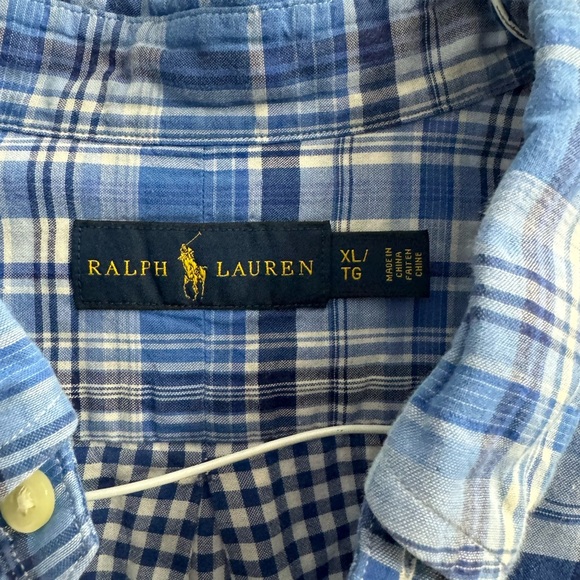 RALPH LAUREN
XL/
TG
MADE IN
CHINA
FAIT EN
CHINE